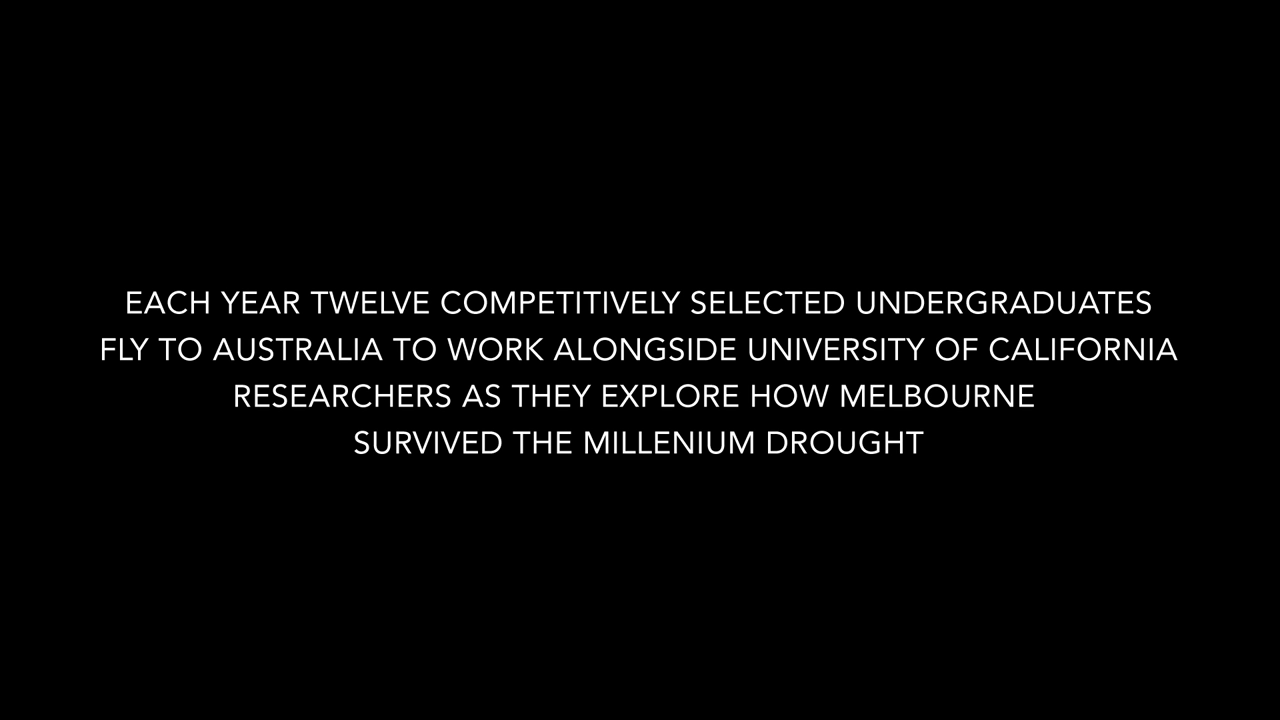 EACH YEAR TWELVE COMPETITIVELY SELECTED UNDERGRADUATES
FLY TO AUSTRALIA TO WORK ALONGSIDE UNIVERSITY OF CALIFORNIA
RESEARCHERS AS THEY EXPLORE HOW MELBOURNE
SURVIVED THE MILLENIUM DROUGHT